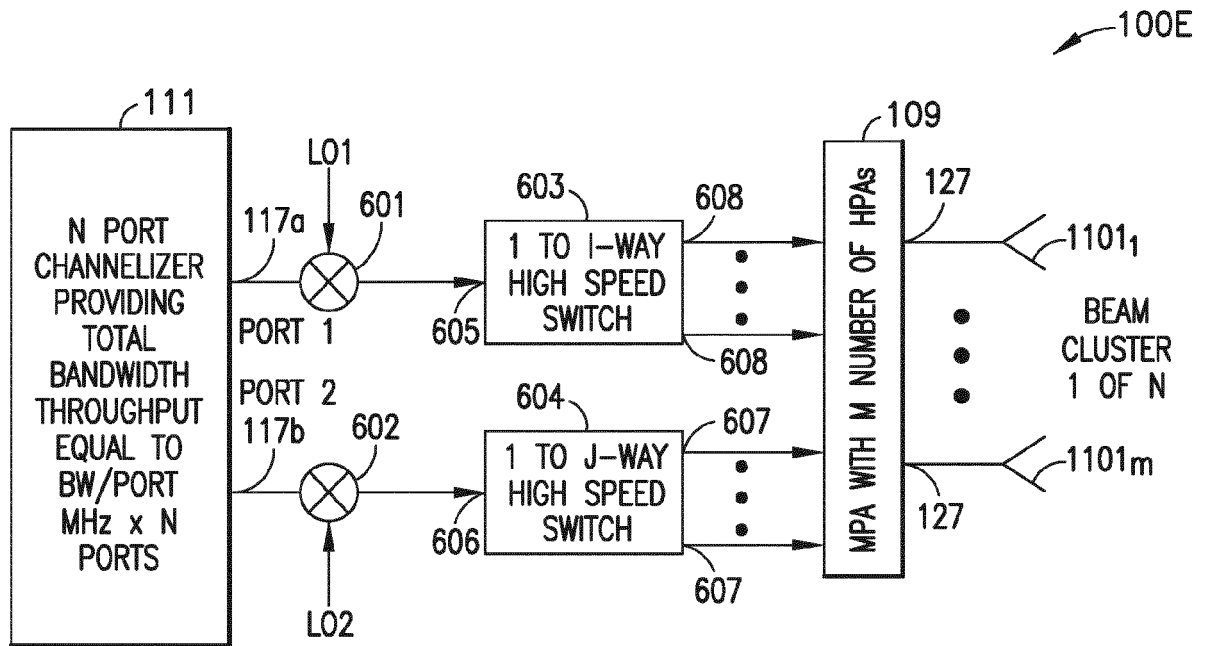 100E
111
N PORT
CHANNELIZER
PROVIDING
TOTAL
BANDWIDTH
THROUGHPUT
EQUAL TO
BW/PORT
MHz x N
PORTS
117a
PORT 1
PORT 2
117b
LO1
601
602
LO2
603
605
1 TO I-WAY
HIGH SPEED
SWITCH
608
608
604
606
1 TO J-WAY
HIGH SPEED
SWITCH
607
607
109
MPA WITH M NUMBER OF HPAs
127
127
1101₁
BEAM
CLUSTER
1 OF N
1101ₘ